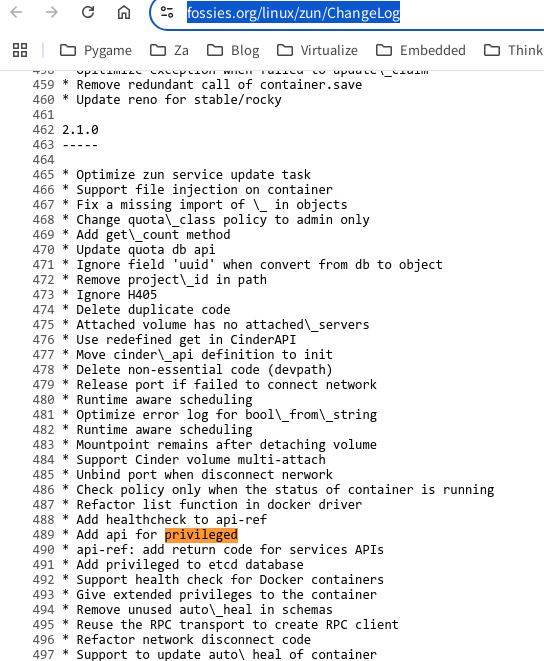 fossies.org/linux/zun/ChangeLog
Pygame Za Blog Virtualize Embedded Think
458 * Opitimize exception when failed to update\_claim
459 * Remove redundant call of container.save
460 * Update reno for stable/rocky
461
462 2.1.0
463 -----
464
465 * Optimize zun service update task
466 * Support file injection on container
467 * Fix a missing import of \_ in objects
468 * Change quota\_class policy to admin only
469 * Add get\_count method
470 * Update quota db api
471 * Ignore field 'uuid' when convert from db to object
472 * Remove project\_id in path
473 * Ignore H405
474 * Delete duplicate code
475 * Attached volume has no attached\_servers
476 * Use redefined get in CinderAPI
477 * Move cinder\_api definition to init
478 * Delete non-essential code (devpath)
479 * Release port if failed to connect network
480 * Runtime aware scheduling
481 * Optimize error log for bool\_from\_string
482 * Runtime aware scheduling
483 * Mountpoint remains after detaching volume
484 * Support Cinder volume multi-attach
485 * Unbind port when disconnect nerwork
486 * Check policy only when the status of container is running
487 * Refactor list function in docker driver
488 * Add healthcheck to api-ref
489 * Add api for privileged
490 * api-ref: add return code for services APIs
491 * Add privileged to etcd database
492 * Support health check for Docker containers
493 * Give extended privileges to the container
494 * Remove unused auto\_heal in schemas
495 * Reuse the RPC transport to create RPC client
496 * Refactor network disconnect code
497 * Support to update auto\_heal of container